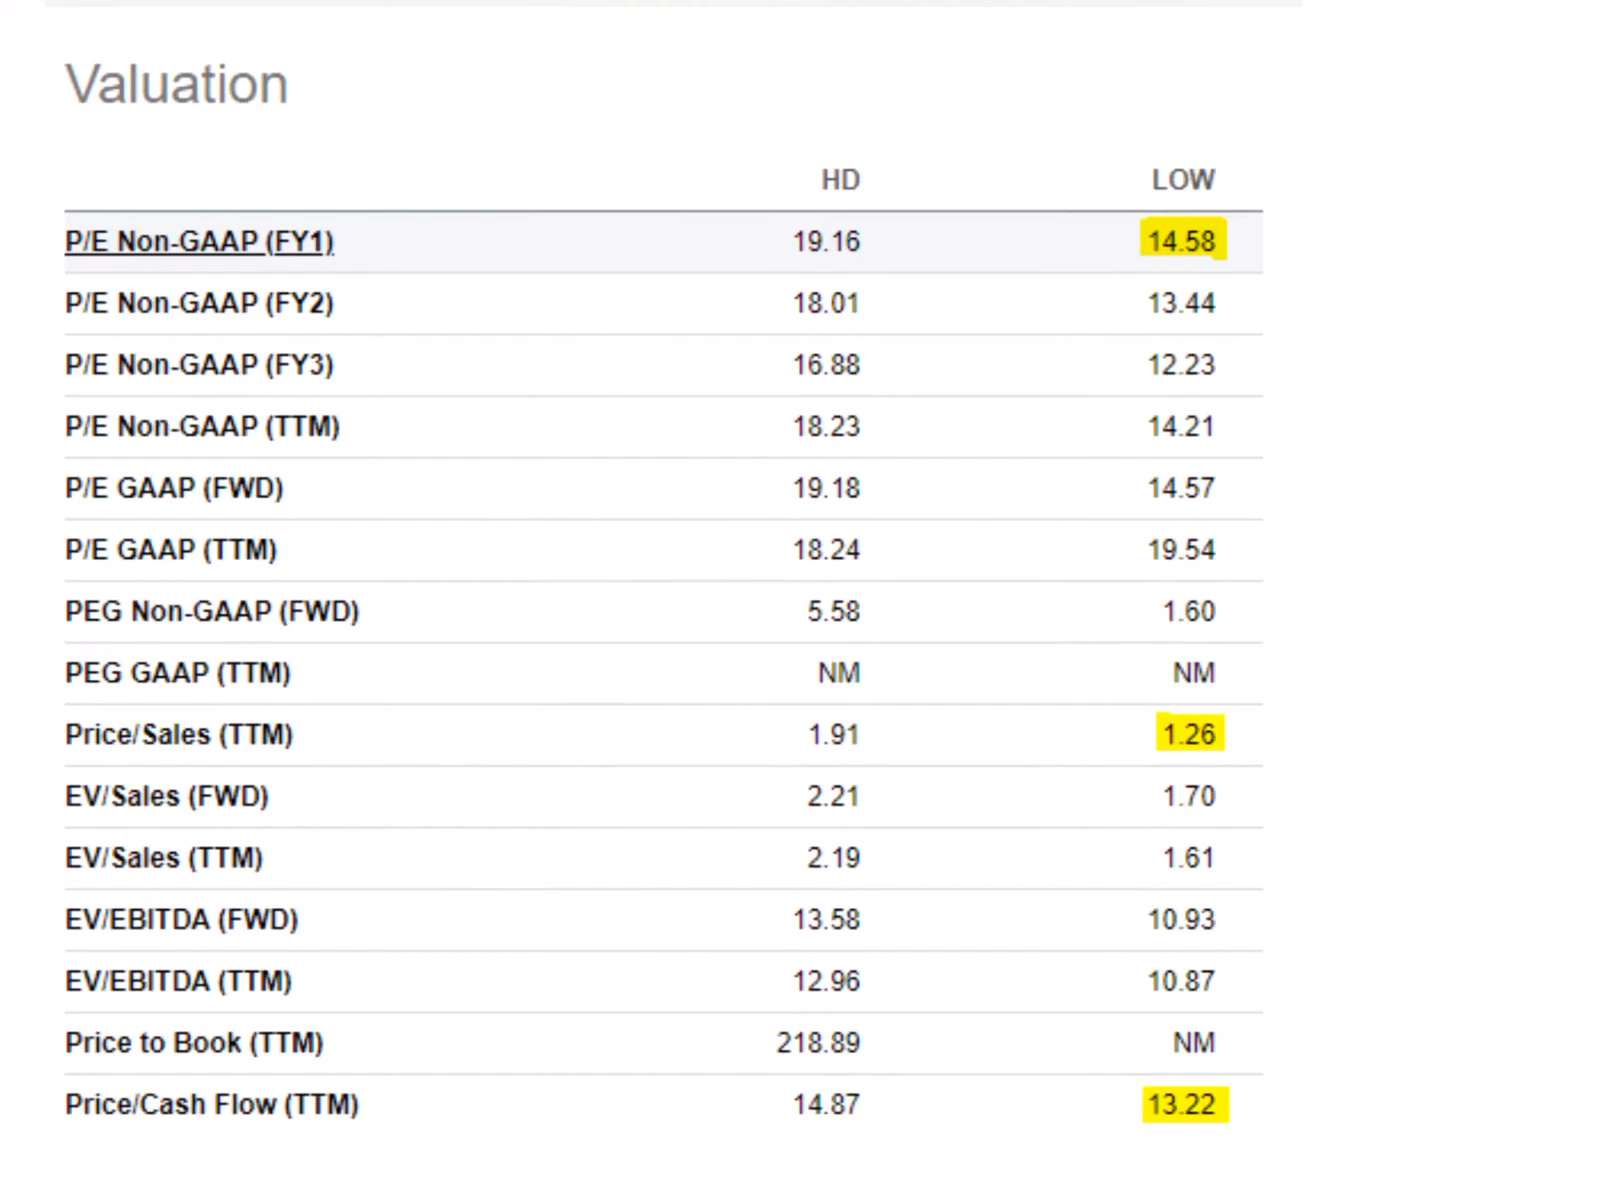 Valuation
HD LOW
P/E Non-GAAP (FY1) 19.16 14.58
P/E Non-GAAP (FY2) 18.01 13.44
P/E Non-GAAP (FY3) 16.88 12.23
P/E Non-GAAP (TTM) 18.23 14.21
P/E GAAP (FWD) 19.18 14.57
P/E GAAP (TTM) 18.24 19.54
PEG Non-GAAP (FWD) 5.58 1.60
PEG GAAP (TTM) NM NM
Price/Sales (TTM) 1.91 1.26
EV/Sales (FWD) 2.21 1.70
EV/Sales (TTM) 2.19 1.61
EV/EBITDA (FWD) 13.58 10.93
EV/EBITDA (TTM) 12.96 10.87
Price to Book (TTM) 218.89 NM
Price/Cash Flow (TTM) 14.87 13.22